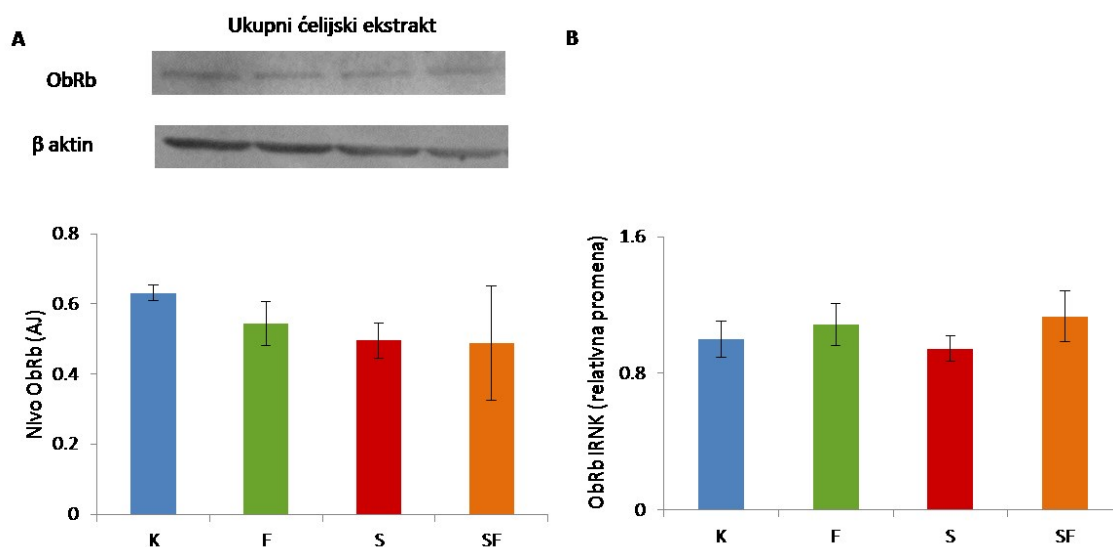 A
Ukupni ćelijski ekstrakt
ObRb
β aktin
Nivo ObRb (AJ)
0.8
0.6
0.4
0.2
0
K
F
S
SF
B
ObRb iRNK (relativna promena)
1.6
0.8
0
K
F
S
SF